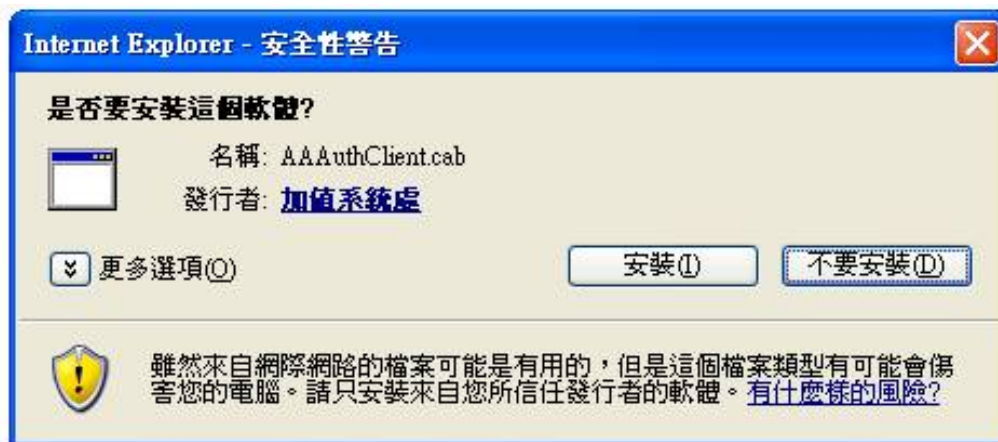 Internet Explorer - 安全性警告
是否要安裝這個軟體?
名稱: AAAuthClient.cab
發行者: 加值系統處
更多選項(O)
安裝(I)
不要安裝(D)
雖然來自網際網路的檔案可能是有用的，但是這個檔案類型有可能會傷
害您的電腦。請只安裝來自您所信任發行者的軟體。有什麼樣的風險?